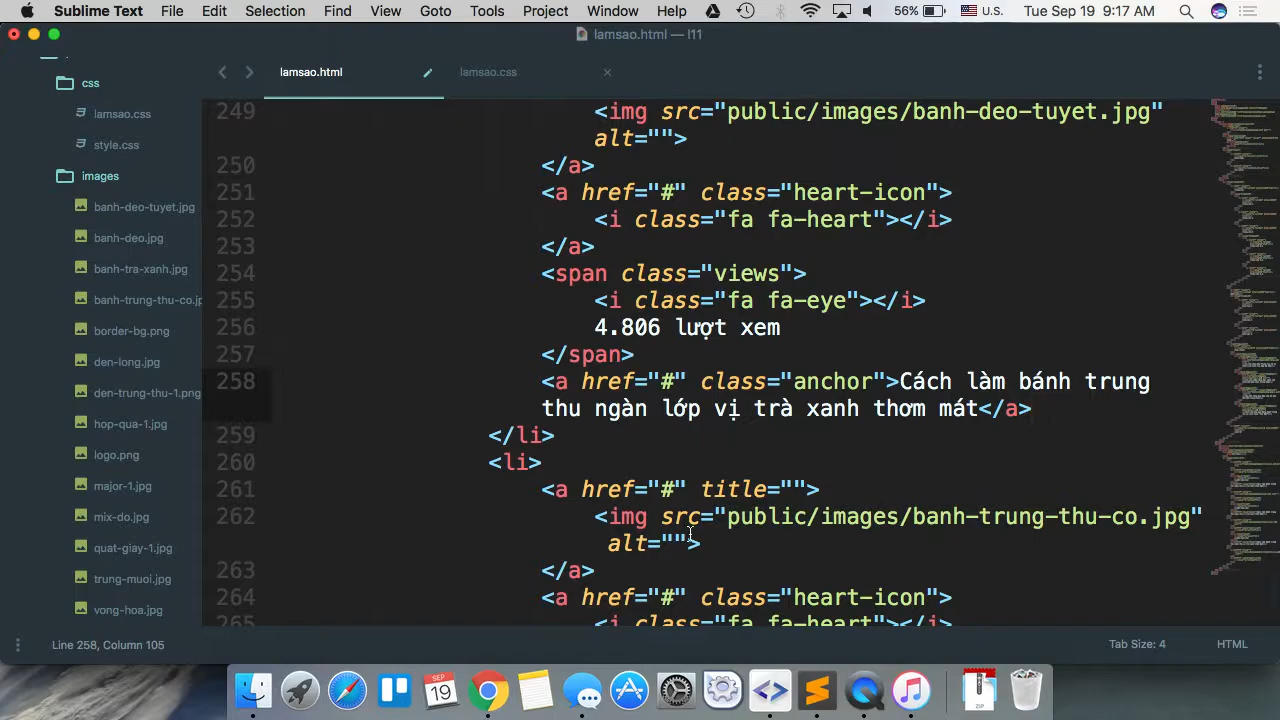 Sublime Text File Edit Selection Find View Goto Tools Project Window Help 56% U.S. Tue Sep 19 9:17 AM
lamsao.html — l11
lamsao.html lamsao.css
css
lamsao.css
style.css
images
banh-deo-tuyet.jpg
banh-deo.jpg
banh-tra-xanh.jpg
banh-trung-thu-co.jp
border-bg.png
den-long.jpg
den-trung-thu-1.png
hop-qua-1.jpg
logo.png
major-1.jpg
mix-do.jpg
quat-giay-1.jpg
trung-muoi.jpg
vong-hoa.jpg
249 <img src="public/images/banh-deo-tuyet.jpg"
alt="">
250 </a>
251 <a href="#" class="heart-icon">
252 <i class="fa fa-heart"></i>
253 </a>
254 <span class="views">
255 <i class="fa fa-eye"></i>
256 4.806 lượt xem
257 </span>
258 <a href="#" class="anchor">Cách làm bánh trung
thu ngàn lớp vị trà xanh thơm mát</a>
259 </li>
260 <li>
261 <a href="#" title="">
262 <img src="public/images/banh-trung-thu-co.jpg"
alt="">
263 </a>
264 <a href="#" class="heart-icon">
265 <i class="fa fa-heart"></i>
Line 258, Column 105 Tab Size: 4 HTML
SEP
19
ZIP